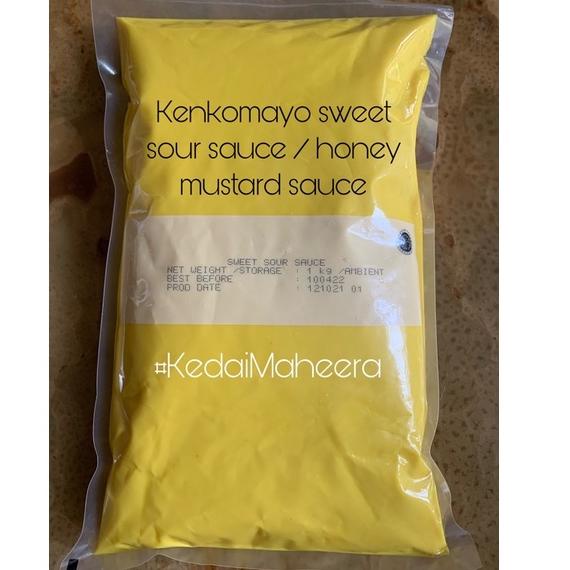 Kenkomayo sweet
sour sauce / honey
mustard sauce
SWEET SOUR SAUCE
NET WEIGHT /STORAGE : 1 kg /AMBIENT
BEST BEFORE : 100422
PROD DATE : 121021 01
#KedaiMaheera